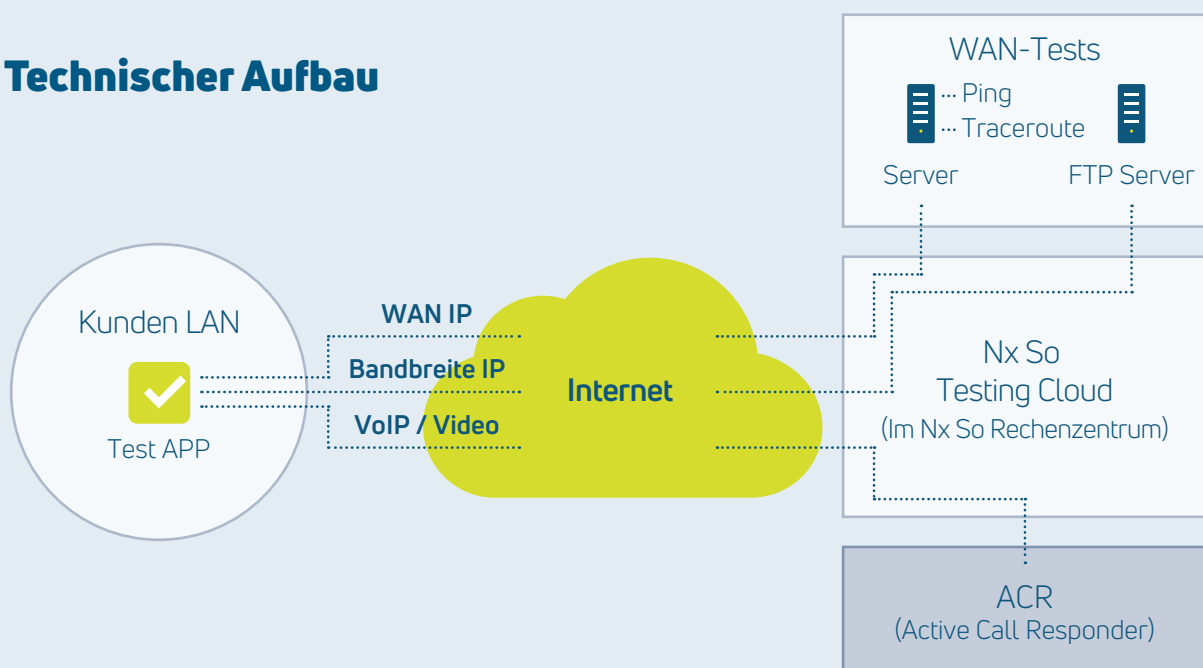 Technischer Aufbau
WAN-Tests
··· Ping
··· Traceroute
Server
FTP Server
Kunden LAN
Test APP
WAN IP
Bandbreite IP
VoIP / Video
Internet
Nx So
Testing Cloud
(Im Nx So Rechenzentrum)
ACR
(Active Call Responder)